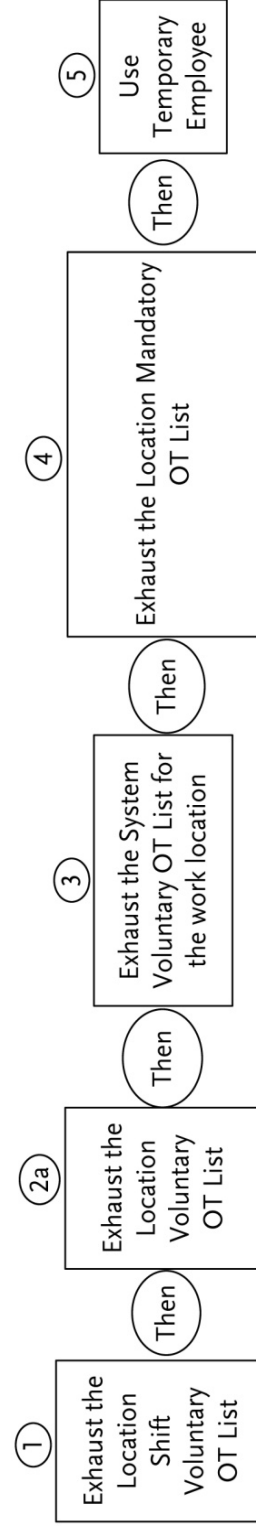 1
Exhaust the
Location
Shift
Voluntary
OT List
Then
2a
Exhaust the
Location
Voluntary
OT List
Then
3
Exhaust the System
Voluntary OT List for
the work location
Then
4
Exhaust the Location Mandatory
OT List
Then
5
Use
Temporary
Employee